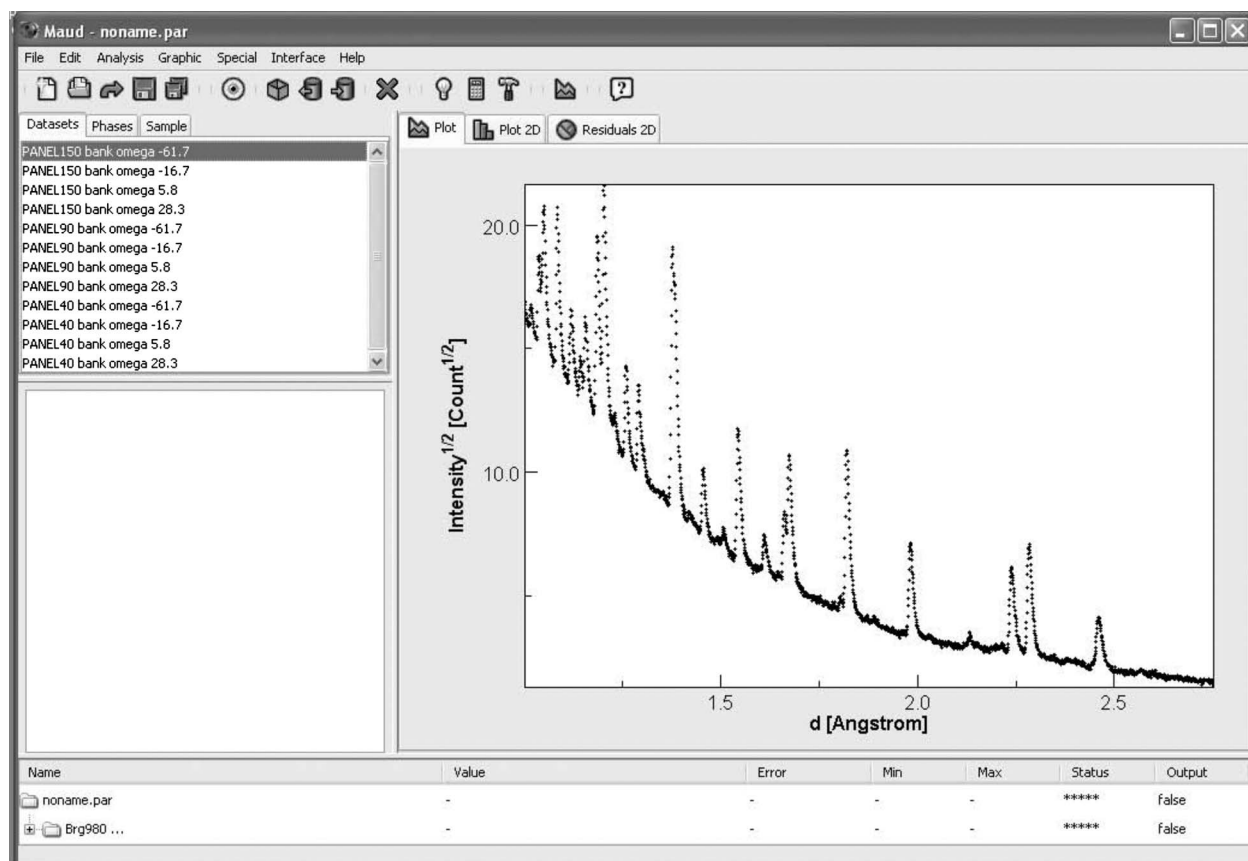 Maud - noname.par
File Edit Analysis Graphic Special Interface Help
Datasets Phases Sample
PANEL150 bank omega -61.7
PANEL150 bank omega -16.7
PANEL150 bank omega 5.8
PANEL150 bank omega 28.3
PANEL90 bank omega -61.7
PANEL90 bank omega -16.7
PANEL90 bank omega 5.8
PANEL90 bank omega 28.3
PANEL40 bank omega -61.7
PANEL40 bank omega -16.7
PANEL40 bank omega 5.8
PANEL40 bank omega 28.3
Plot Plot 2D Residuals 2D
20.0
10.0
Intensity^1/2 [Count^1/2]
1.5 2.0 2.5
d [Angstrom]
Name Value Error Min Max Status Output
noname.par - - - - ***** false
Brg980 ... - - - - ***** false